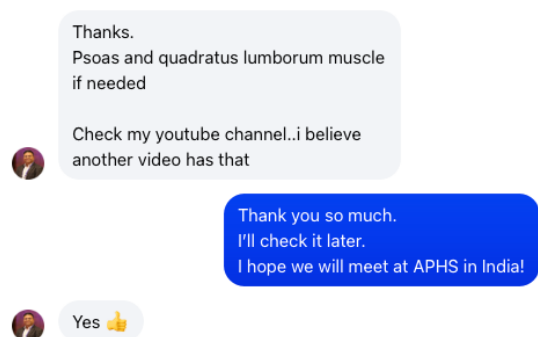 Thanks.
Psoas and quadratus lumborum muscle
if needed
Check my youtube channel..i believe
another video has that
Thank you so much.
I'll check it later.
I hope we will meet at APHS in India!
Yes 👍